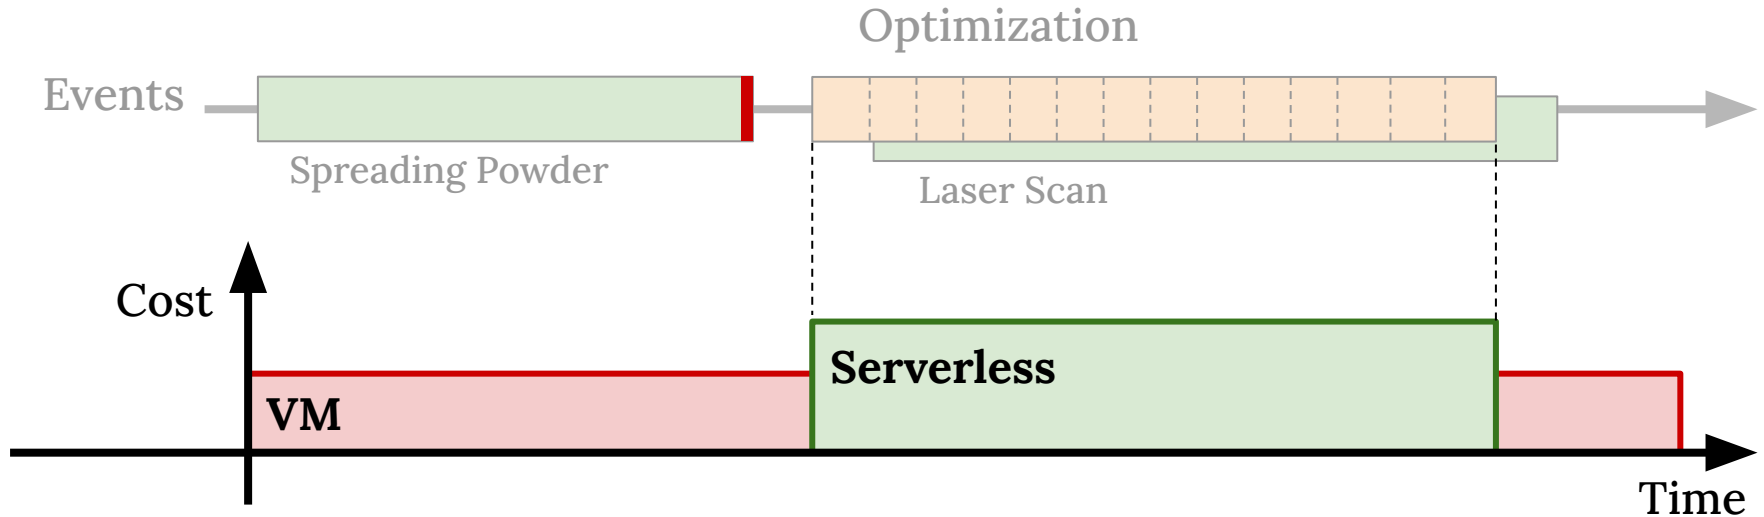 Optimization
Events
Spreading Powder
Laser Scan
Cost
Serverless
VM
Time